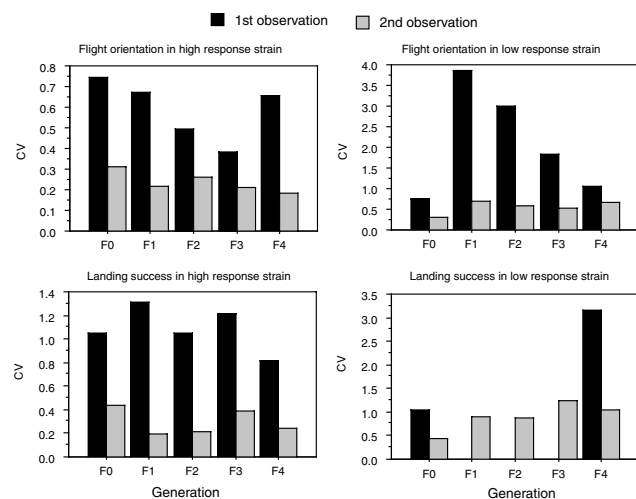 1st observation 2nd observation
Flight orientation in high response strain
0.8
0.7
0.6
0.5
0.4
0.3
0.2
0.1
0.0
CV
F0 F1 F2 F3 F4
Flight orientation in low response strain
4.0
3.5
3.0
2.5
2.0
1.5
1.0
0.5
0.0
CV
F0 F1 F2 F3 F4
Landing success in high response strain
1.4
1.2
1.0
0.8
0.6
0.4
0.2
0.0
CV
F0 F1 F2 F3 F4
Generation
Landing success in low response strain
3.5
3.0
2.5
2.0
1.5
1.0
0.5
0.0
CV
F0 F1 F2 F3 F4
Generation